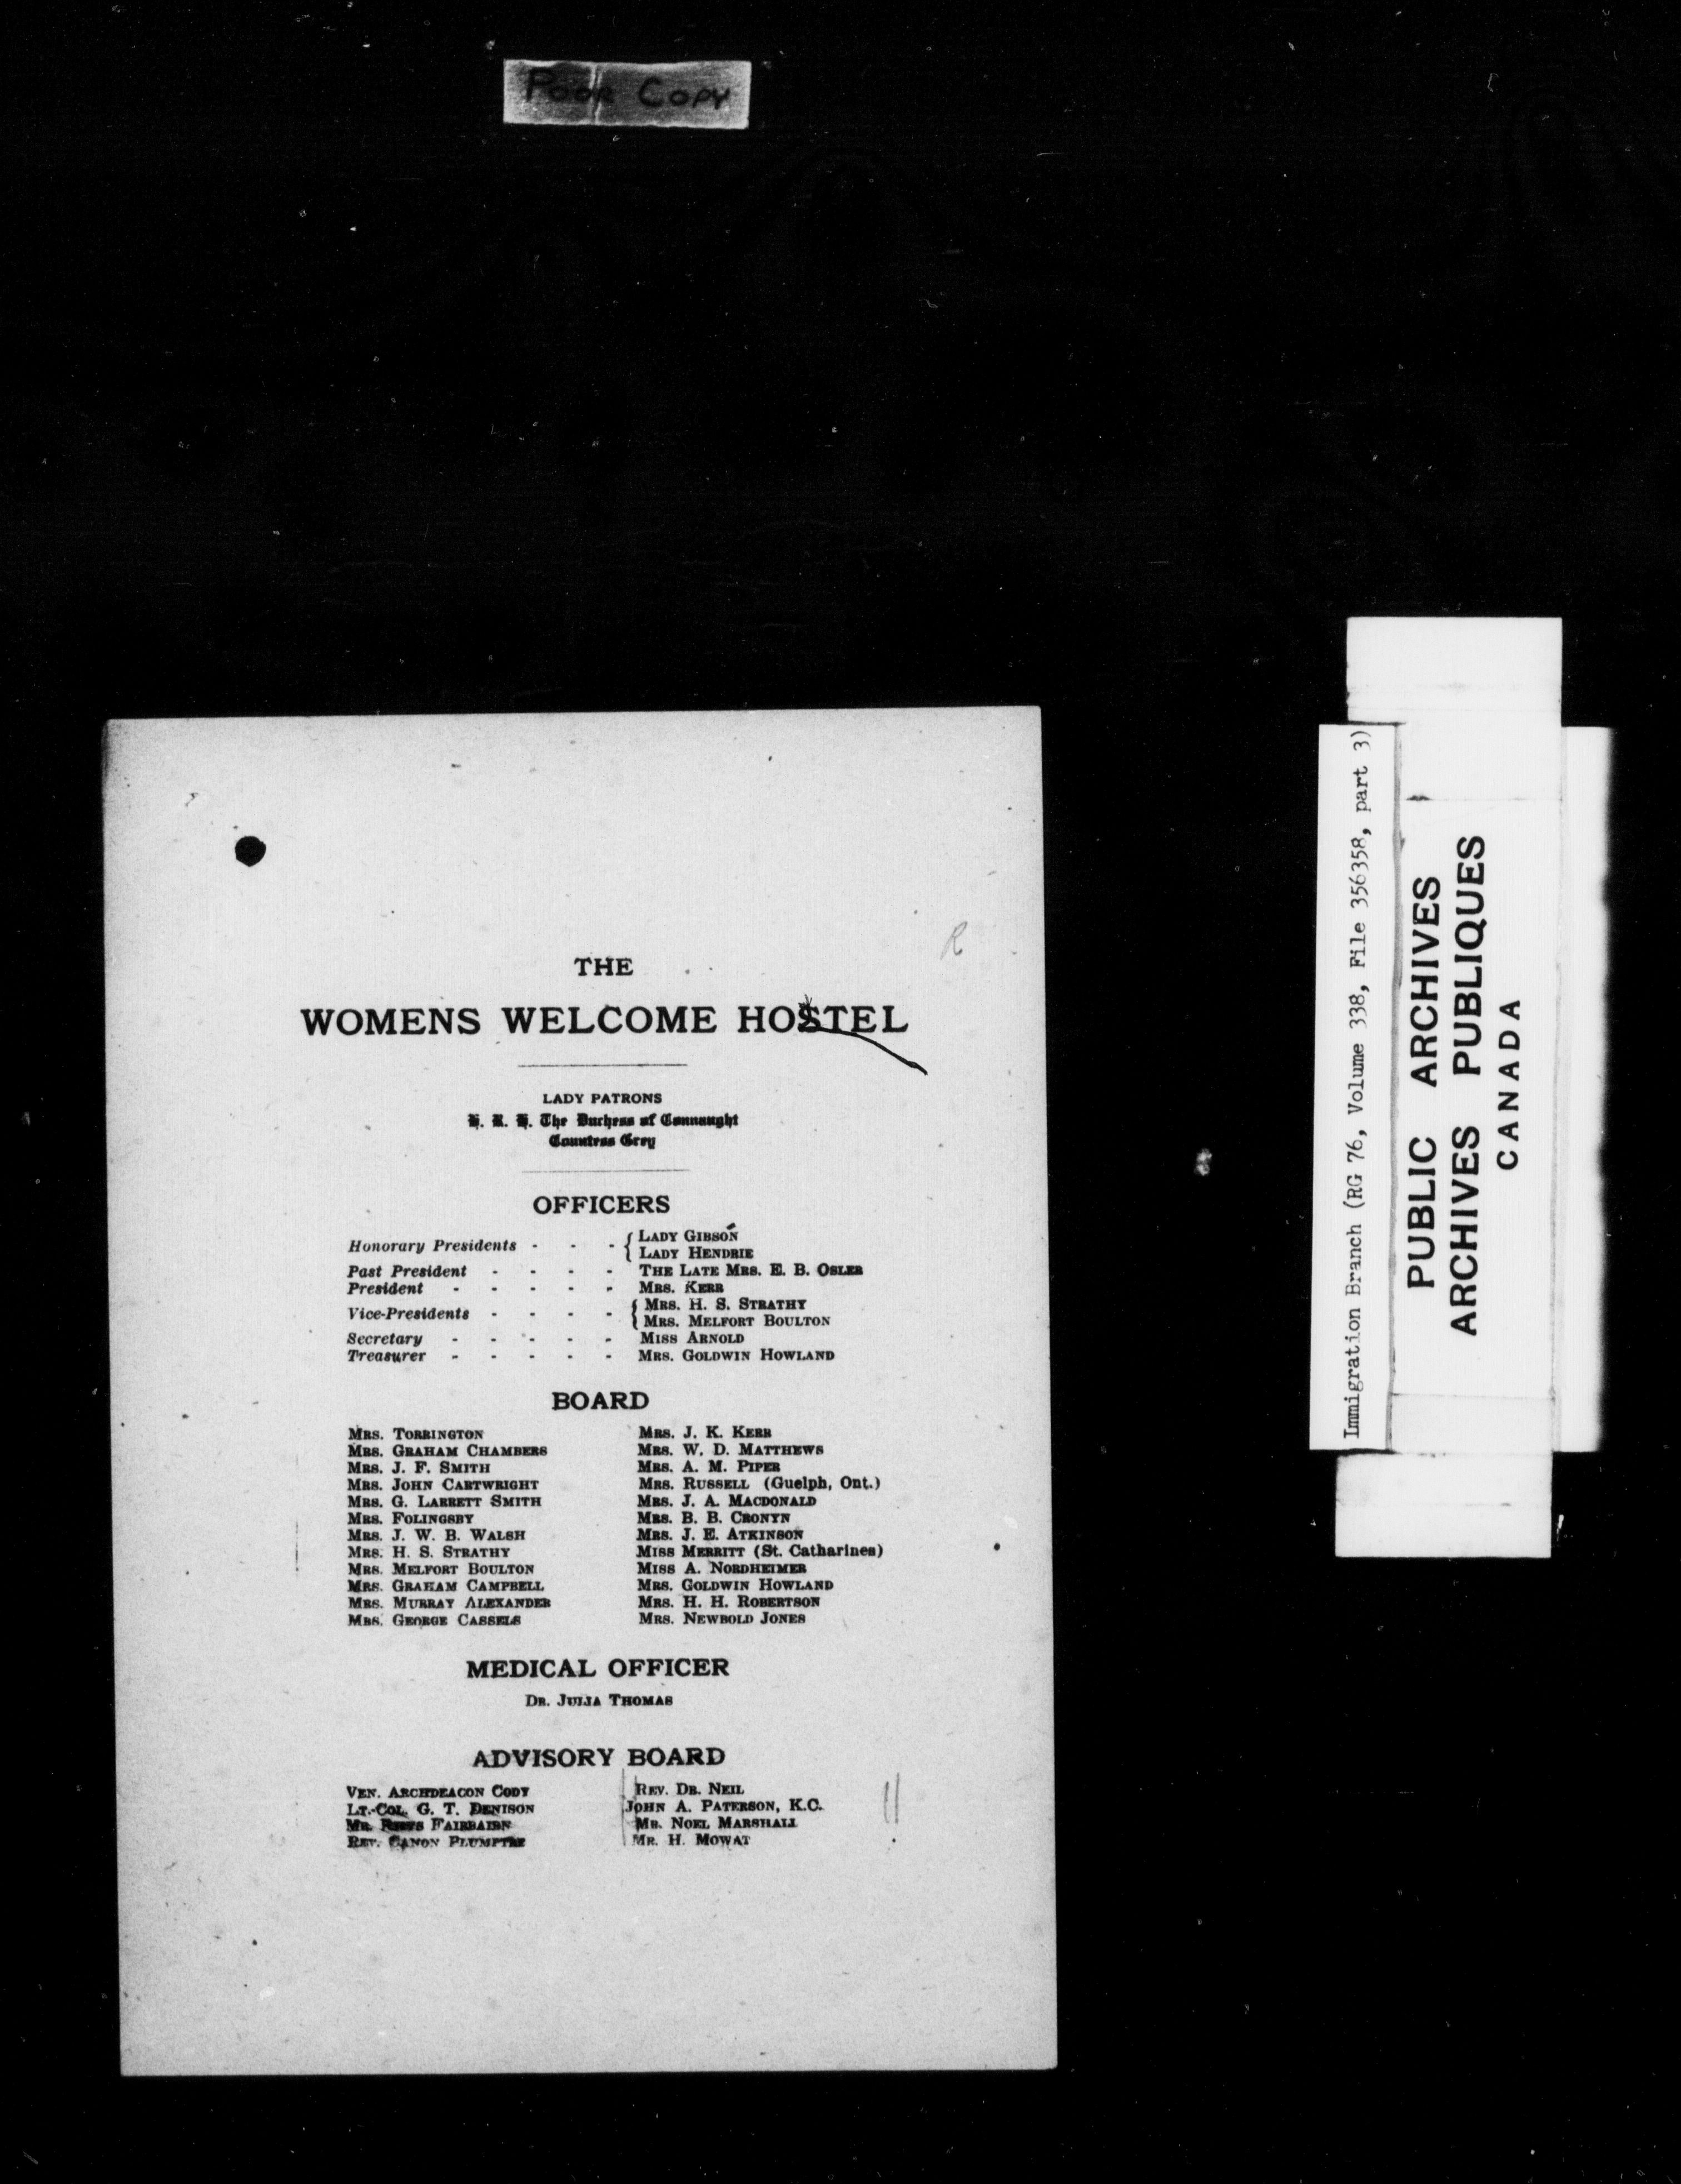 POOR COPY
R
THE
WOMENS WELCOME HOSTEL
LADY PATRONS
H. R. H. The Duchess of Connaught
Countess Grey
OFFICERS
Honorary Presidents - - - { LADY GIBSON
LADY HENDRIE
Past President - - - - THE LATE MRS. E. B. OSLER
President - - - - - MRS. KERR
Vice-Presidents - - - - { MRS. H. S. STRATHY
MRS. MELFORT BOULTON
Secretary - - - - - MISS ARNOLD
Treasurer - - - - - MRS. GOLDWIN HOWLAND
BOARD
MRS. TORRINGTON
MRS. GRAHAM CHAMBERS
MRS. J. F. SMITH
MRS. JOHN CARTWRIGHT
MRS. G. LARRETT SMITH
MRS. FOLINGSBY
MRS. J. W. B. WALSH
MRS. H. S. STRATHY
MRS. MELFORT BOULTON
MRS. GRAHAM CAMPBELL
MRS. MURRAY ALEXANDER
MRS. GEORGE CASSELS
MRS. J. K. KERR
MRS. W. D. MATTHEWS
MRS. A. M. PIPER
MRS. RUSSELL (Guelph, Ont.)
MRS. J. A. MACDONALD
MRS. B. B. CRONYN
MRS. J. E. ATKINSON
MISS MERRITT (St. Catharines)
MISS A. NORDHEIMER
MRS. GOLDWIN HOWLAND
MRS. H. H. ROBERTSON
MRS. NEWBOLD JONES
MEDICAL OFFICER
DR. JULIA THOMAS
ADVISORY BOARD
VEN. ARCHDEACON CODY
LT.-COL. G. T. DENISON
MR. FAIRBAIRN
REV. CANON PLUMPTRE
REV. DR. NEIL
JOHN A. PATERSON, K.C.
MR. NOEL MARSHALL
MR. H. MOWAT
Immigration Branch (RG 76, Volume 338, File 356358, part 3)
PUBLIC ARCHIVES
ARCHIVES PUBLIQUES
CANADA